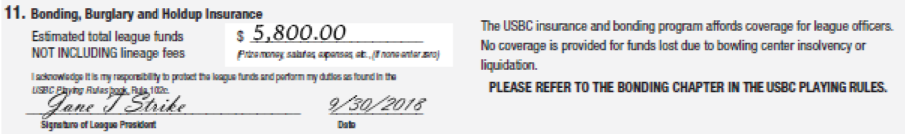 11. Bonding, Burglary and Holdup Insurance
Estimated total league funds $ 5,800.00
NOT INCLUDING lineage fees (Prize money, salaries, expenses, etc., (if none enter zero)
I acknowledge it is my responsibility to protect the league funds and perform my duties as found in the
USBC Playing Rules book, Rule 102c.
Jane T Strike 9/30/2018
Signature of League President Date
The USBC insurance and bonding program affords coverage for league officers.
No coverage is provided for funds lost due to bowling center insolvency or
liquidation.
PLEASE REFER TO THE BONDING CHAPTER IN THE USBC PLAYING RULES.